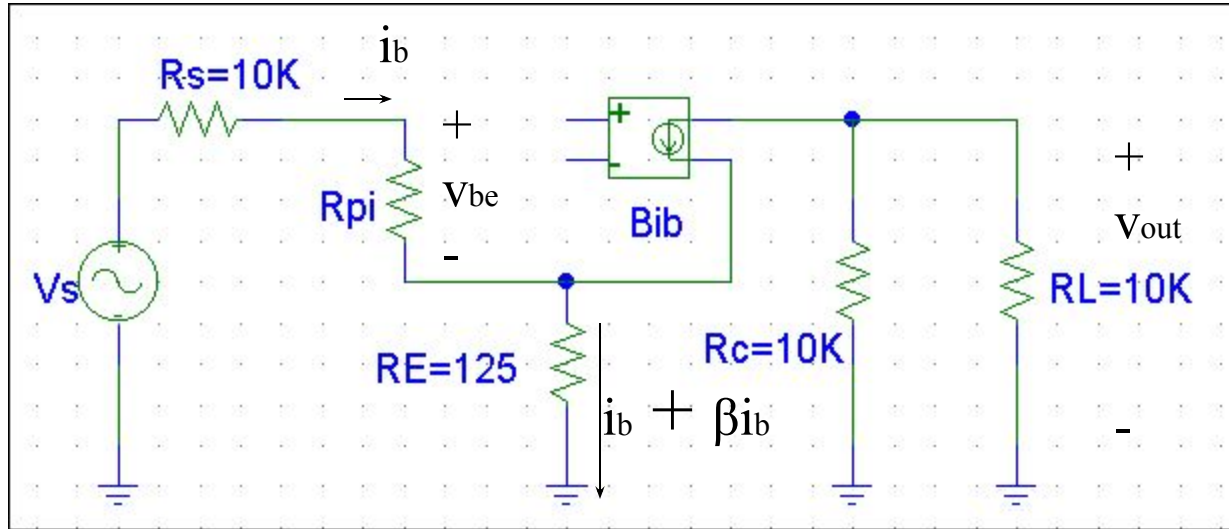 ib
Rs=10K
+
+
-
+
Rpi
Vbe
Bib
Vout
-
+
Vs
-
RL=10K
Rc=10K
RE=125
ib + βib
-